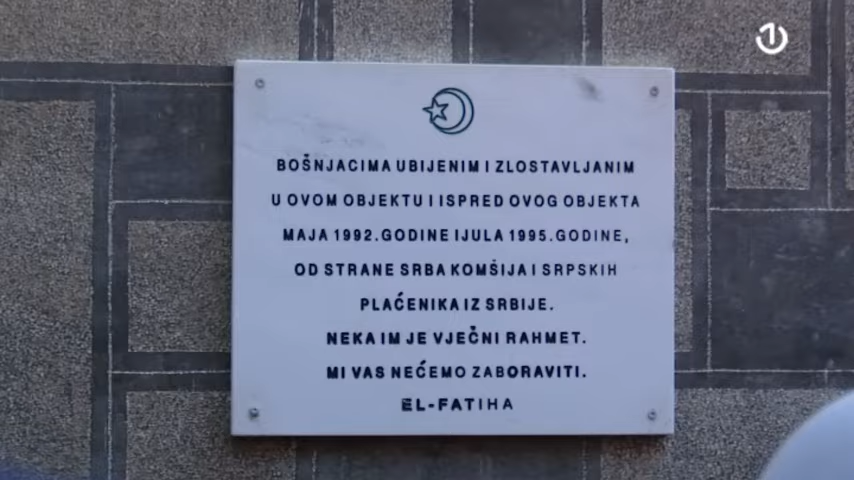 BOŠNJACIMA UBIJENIM I ZLOSTAVLJANIM
U OVOM OBJEKTU I ISPRED OVOG OBJEKTA
MAJA 1992.GODINE I JULA 1995.GODINE,
OD STRANE SRBA KOMŠIJA I SRPSKIH
PLAĆENIKA IZ SRBIJE.
NEKA IM JE VJEČNI RAHMET.
MI VAS NEĆEMO ZABORAVITI.
EL-FATIHA